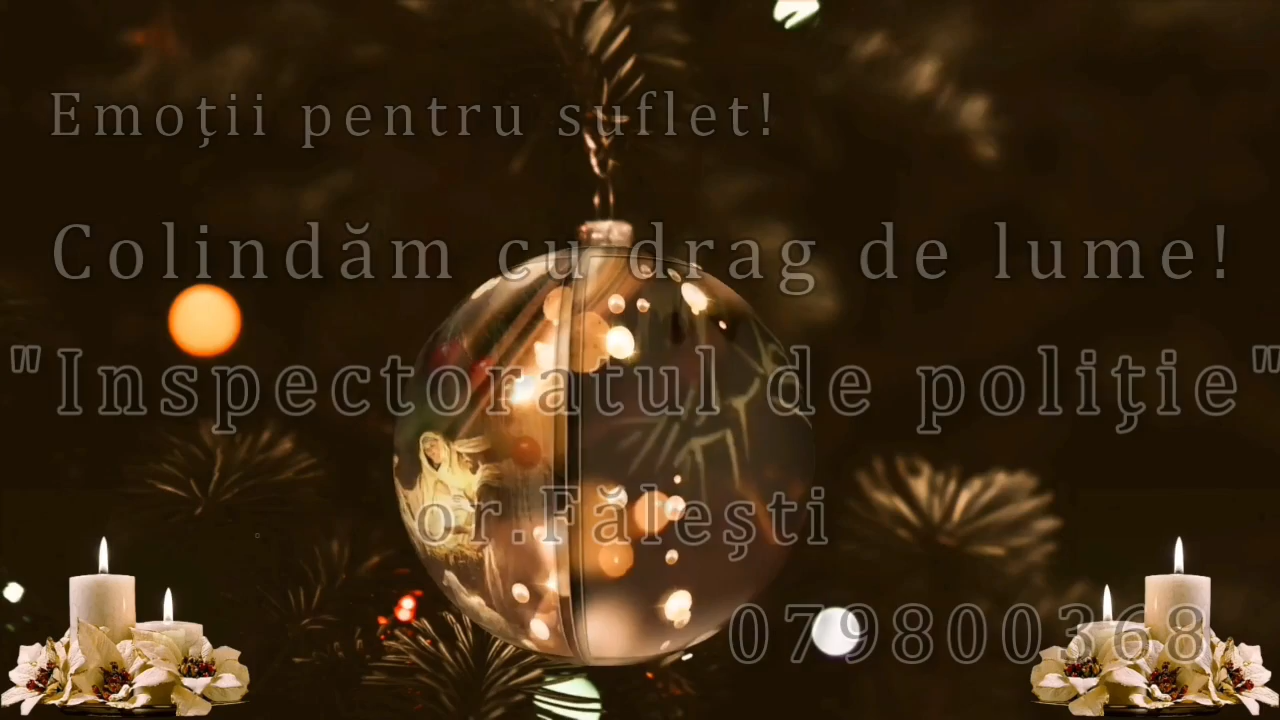 Emoții pentru suflet!
Colindăm cu drag de lume!
"Inspectoratul de poliție"
or.Fălești
079800368